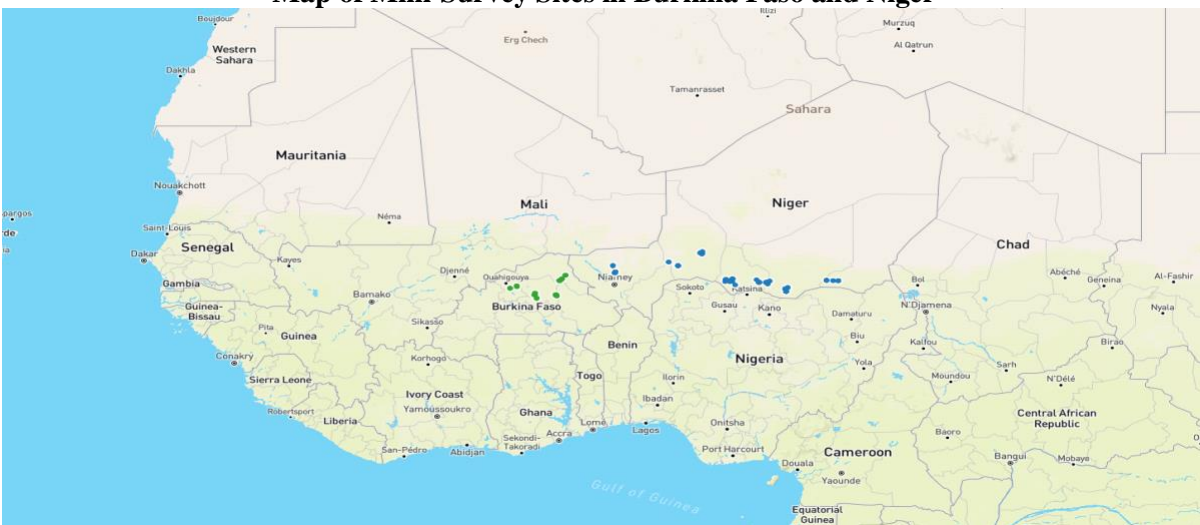 Map of Mini Survey Sites in Burkina Faso and Niger
Boujdour
Illizi
Murzuq
Erg Chech
Al Qatrun
Western
Sahara
Dakhla
Tamanrasset
Sahara
Mauritania
Nouakchott
Mali
Niger
Espargos
Néma
Saint-Louis
Senegal
Chad
Dakar
Kayes
Djenné
Ouahigouya
Niamey
Sokoto
Katsina
Bol
Abéché
Geneina
Al-Fashir
Gambia
Bamako
Burkina Faso
Gusau
Kano
N'Djamena
Nyala
Guinea-
Bissau
Sikasso
Damaturu
Pita
Guinea
Benin
Biu
Kalfou
Birao
Conakry
Korhogo
Nigeria
Yola
Sarh
Sierra Leone
Togo
Ilorin
Moundou
N'Délé
Ivory Coast
Yamoussoukro
Ghana
Ibadan
Robertsport
Liberia
Lomé
Lagos
Onitsha
Central African
Republic
Accra
Baoro
Sekondi-
Takoradi
San-Pédro
Abidjan
Port Harcourt
Cameroon
Douala
Bangui
Mobaye
Yaounde
Gulf of Guinea
Equatorial
Guinea